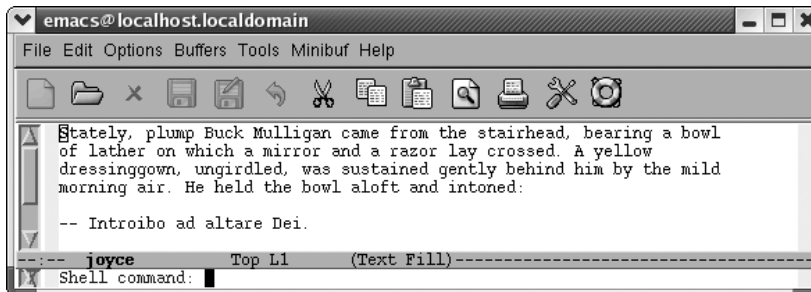 emacs@localhost.localdomain
File Edit Options Buffers Tools Minibuf Help
Stately, plump Buck Mulligan came from the stairhead, bearing a bowl
of lather on which a mirror and a razor lay crossed. A yellow
dressinggown, ungirdled, was sustained gently behind him by the mild
morning air. He held the bowl aloft and intoned:
-- Introibo ad altare Dei.
--:-- joyce Top L1 (Text Fill)------------------------------------
Shell command: